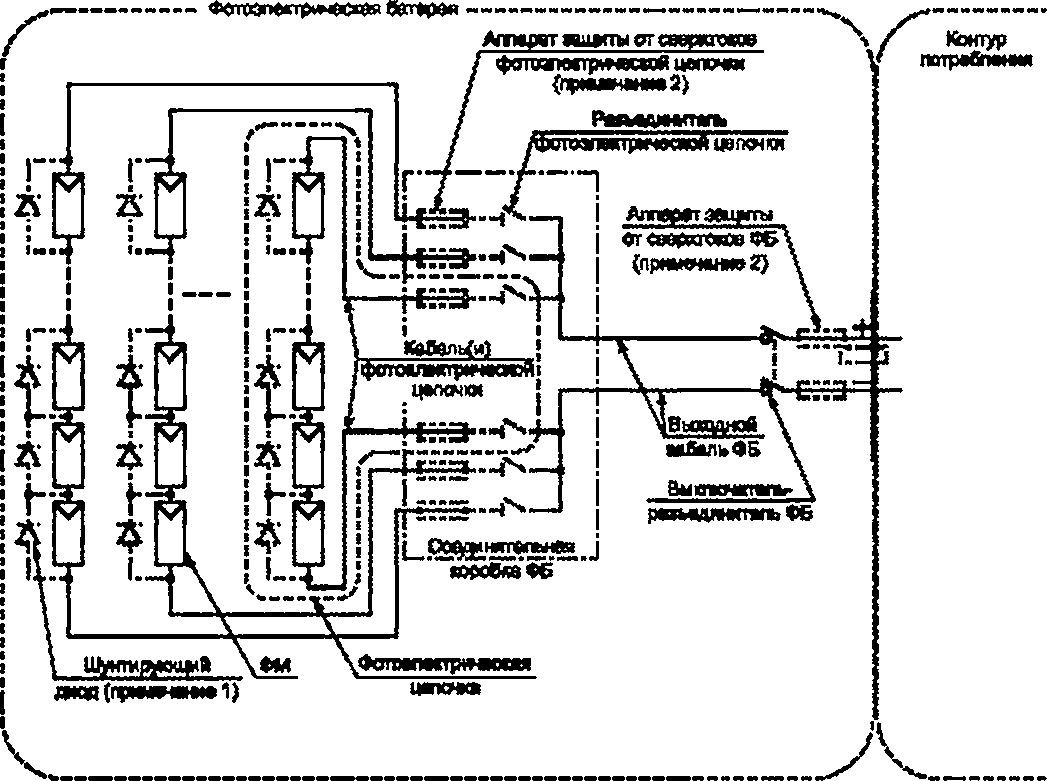 Фотоэлектрическая батарея
Контур
потребления
Аппарат защиты от сверхтоков
фотоэлектрической цепочки
(примечание 2)
Разъединитель
фотоэлектрической цепочки
Аппарат защиты
от сверхтоков ФБ
(примечание 2)
Кабель(и)
фотоэлектрической
цепочки
Выходной
кабель ФБ
Выключатель-
разъединитель ФБ
Соединительная
коробка ФБ
Шунтирующий
диод (примечание 1)
ФМ
Фотоэлектрическая
цепочка